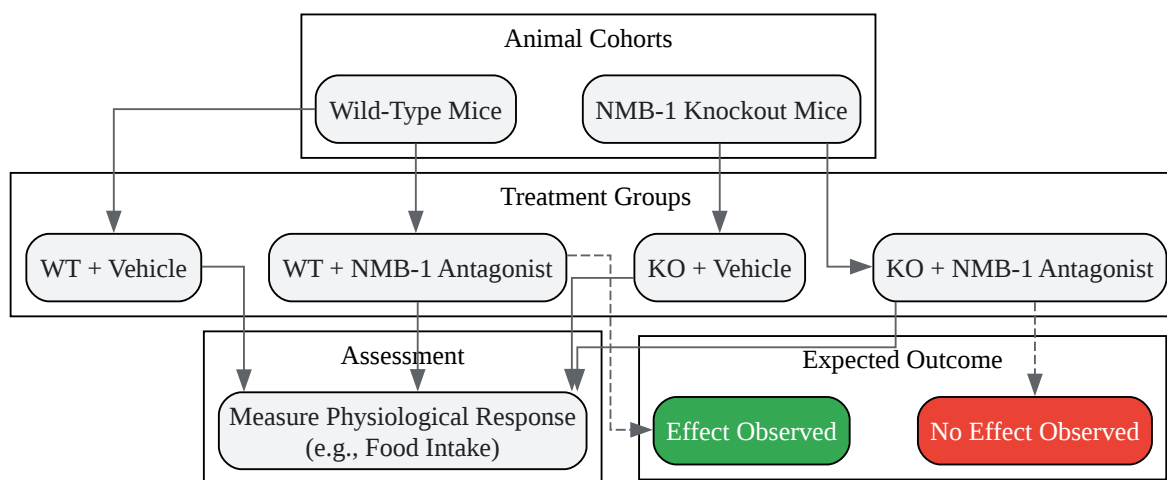 Animal Cohorts
Wild-Type Mice
NMB-1 Knockout Mice
Treatment Groups
WT + Vehicle
WT + NMB-1 Antagonist
KO + Vehicle
KO + NMB-1 Antagonist
Assessment
Measure Physiological Response
(e.g., Food Intake)
Expected Outcome
Effect Observed
No Effect Observed